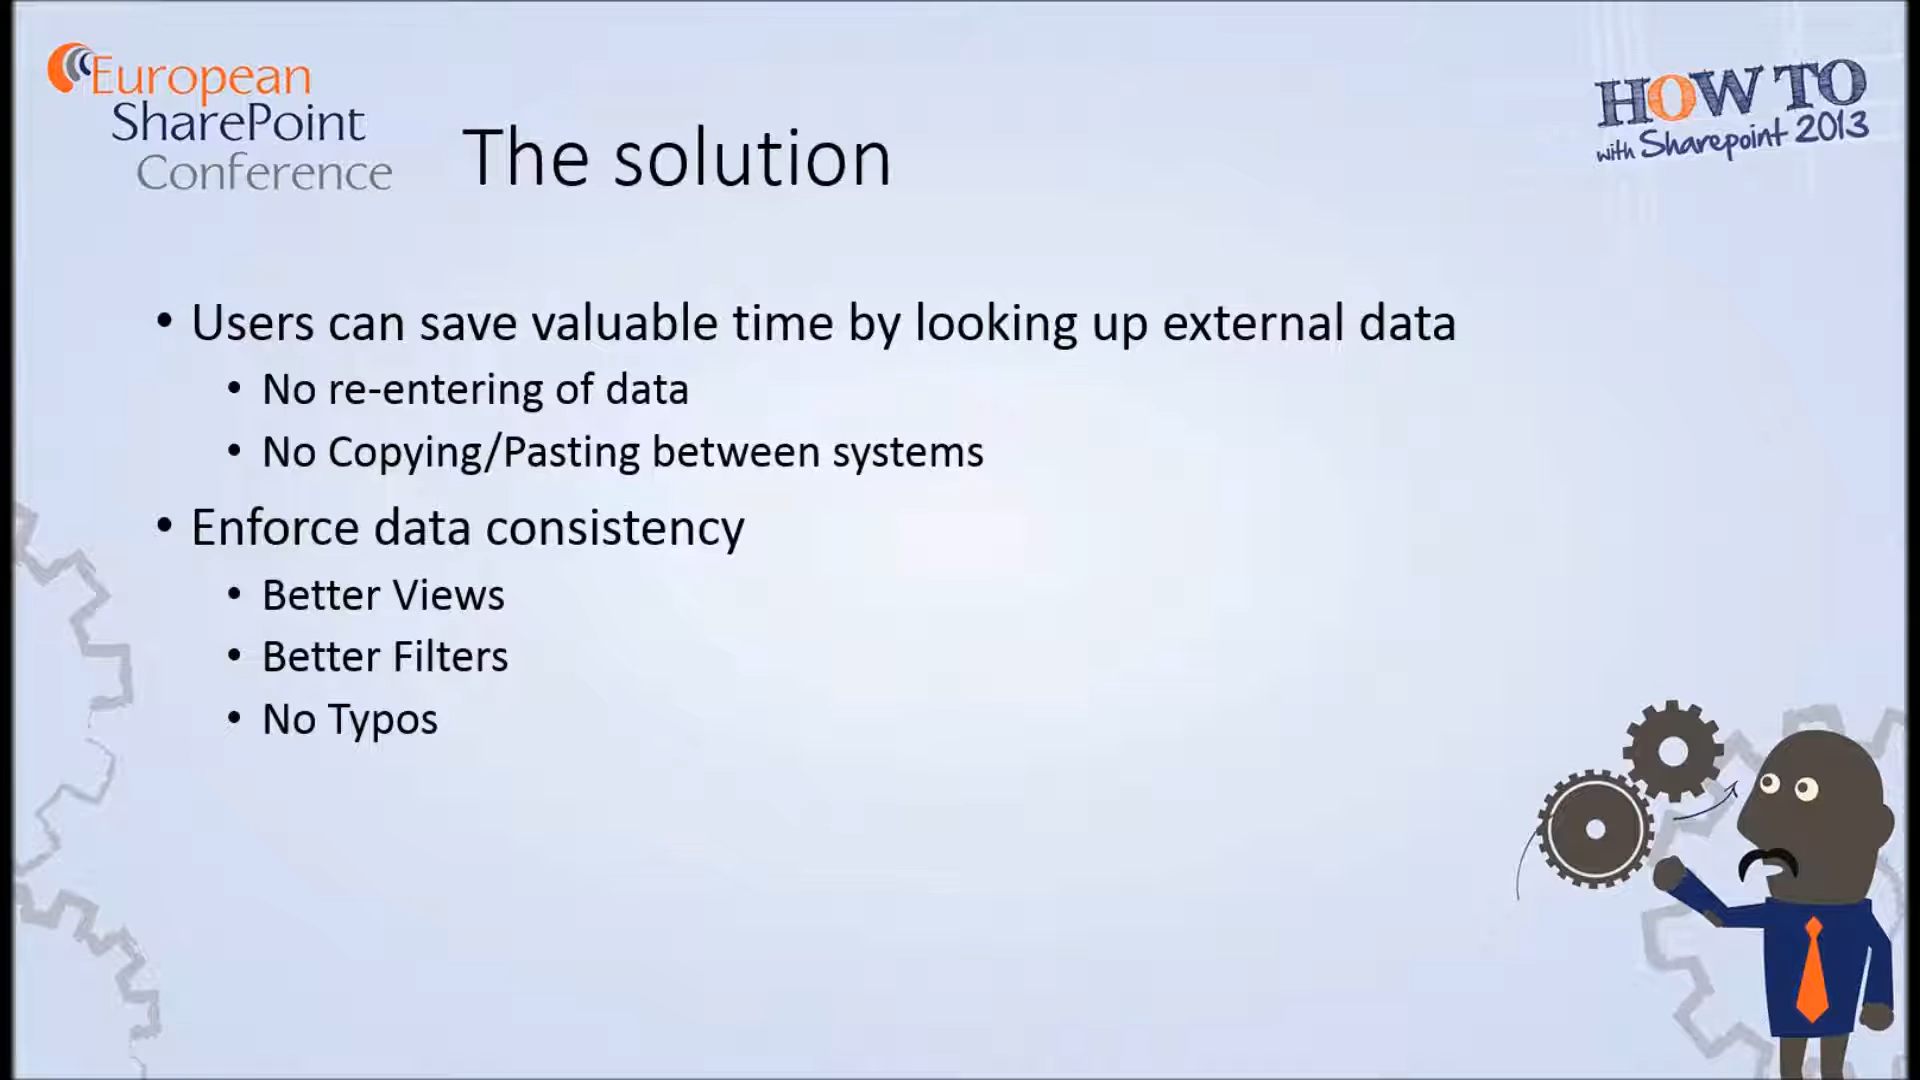 European
SharePoint
Conference
HOW TO
with Sharepoint 2013
The solution
• Users can save valuable time by looking up external data
• No re-entering of data
• No Copying/Pasting between systems
• Enforce data consistency
• Better Views
• Better Filters
• No Typos